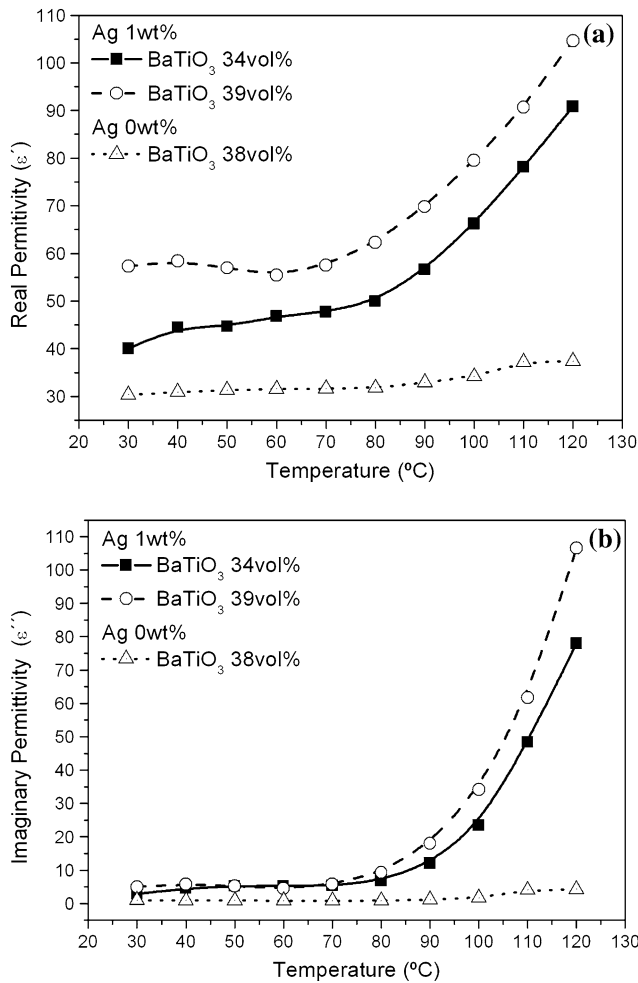 (a)
Ag 1wt%
BaTiO3 34vol%
BaTiO3 39vol%
Ag 0wt%
BaTiO3 38vol%
Real Permitivity (ε´)
110
100
90
80
70
60
50
40
30
20 30 40 50 60 70 80 90 100 110 120 130
Temperature (ºC)
(b)
Ag 1wt%
BaTiO3 34vol%
BaTiO3 39vol%
Ag 0wt%
BaTiO3 38vol%
Imaginary Permittivity (ε´´)
110
100
90
80
70
60
50
40
30
20
10
0
20 30 40 50 60 70 80 90 100 110 120 130
Temperature (ºC)